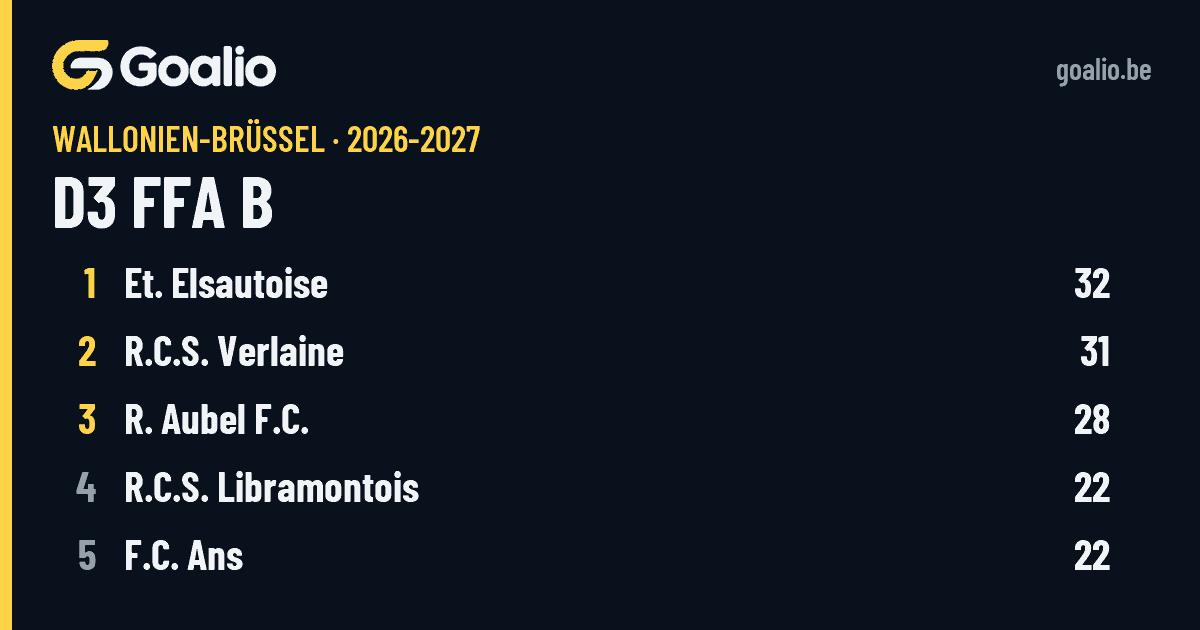 Goalio
goalio.be
WALLONIEN-BRÜSSEL · 2026-2027
D3 FFA B
1 Et. Elsautoise 32
2 R.C.S. Verlaine 31
3 R. Aubel F.C. 28
4 R.C.S. Libramontois 22
5 F.C. Ans 22